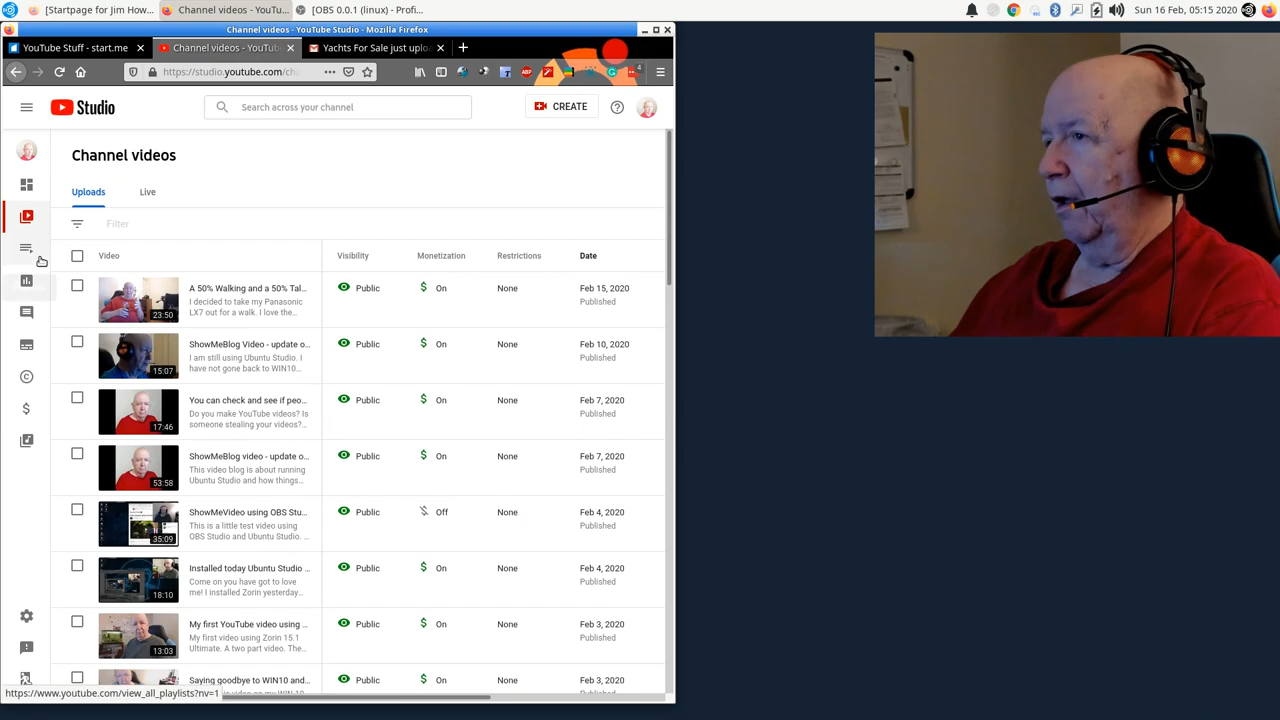 [Startpage for Jim How...
Channel videos - YouTu...
[OBS 0.0.1 (linux) - Profi...
Sun 16 Feb, 05:15 2020
Channel videos - YouTube Studio - Mozilla Firefox
YouTube Stuff - start.me
Channel videos - YouTub
Yachts For Sale just uplo
https://studio.youtube.com/ch
4
Studio
Search across your channel
CREATE
Channel videos
Uploads
Live
Filter
Video
Visibility
Monetization
Restrictions
Date
A 50% Walking and a 50% Tal...
I decided to take my Panasonic
LX7 out for a walk. I love the...
23:50
Public
On
None
Feb 15, 2020
Published
ShowMeBlog Video - update o...
I am still using Ubuntu Studio. I
have not gone back to WIN10...
15:07
Public
On
None
Feb 10, 2020
Published
You can check and see if peo...
Do you make YouTube videos? Is
someone stealing your videos?...
17:46
Public
On
None
Feb 7, 2020
Published
ShowMeBlog video - update o...
This video blog is about running
Ubuntu Studio and how things...
53:58
Public
On
None
Feb 7, 2020
Published
ShowMeVideo using OBS Stu...
This is a little test video using
OBS Studio and Ubuntu Studio. ...
35:09
Public
Off
None
Feb 4, 2020
Published
Installed today Ubuntu Studio ...
Come on you have got to love
me! I installed Zorin yesterday...
18:10
Public
On
None
Feb 4, 2020
Published
My first YouTube video using ...
My first video using Zorin 15.1
Ultimate. A two part video. The...
13:03
Public
On
None
Feb 3, 2020
Published
Saying goodbye to WIN10 and...
Public
On
None
Feb 3, 2020
https://www.youtube.com/view_all_playlists?nv=1